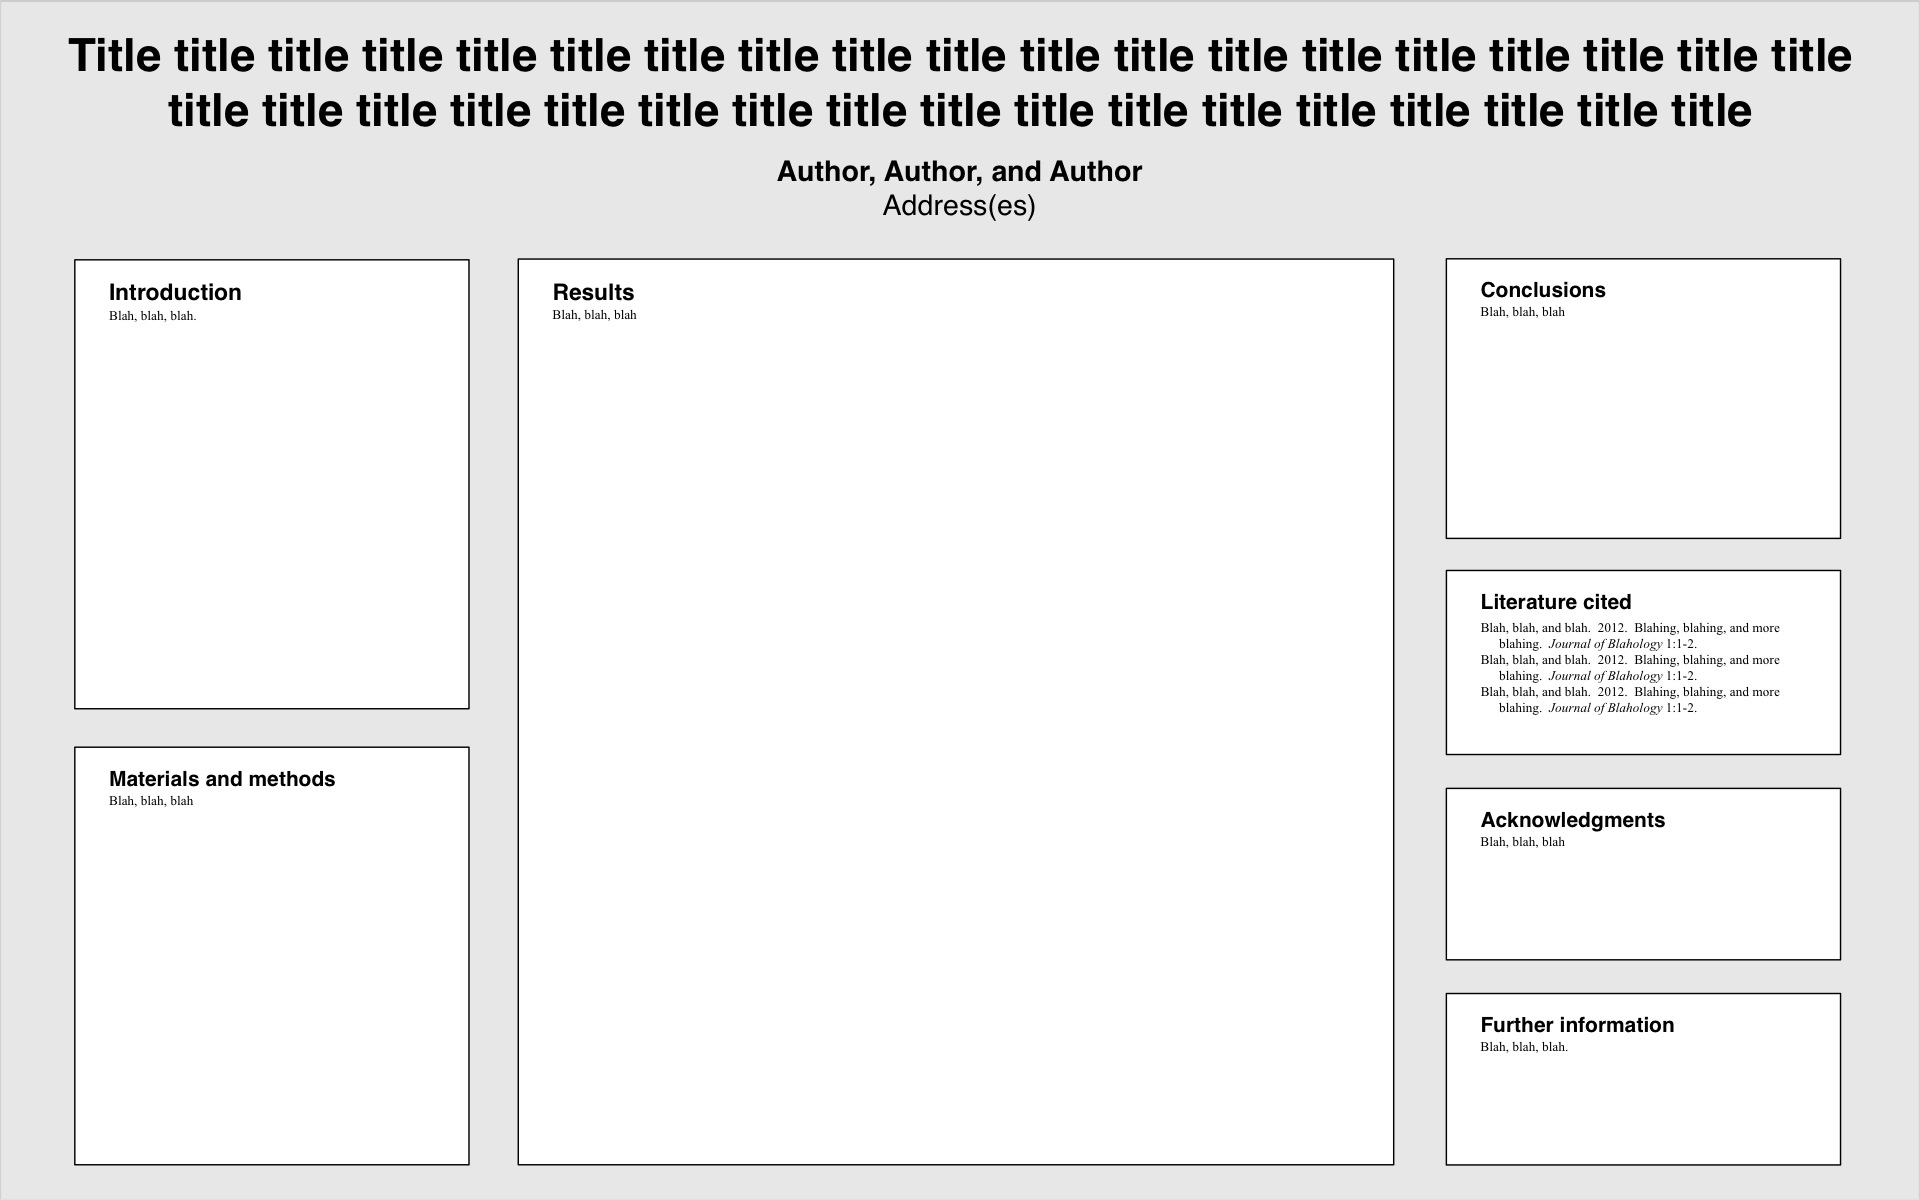 Title title title title title title title title title title title title title title title title title title title
title title title title title title title title title title title title title title title title title
Author, Author, and Author
Address(es)
Introduction
Blah, blah, blah.
Materials and methods
Blah, blah, blah
Results
Blah, blah, blah
Conclusions
Blah, blah, blah
Literature cited
Blah, blah, and blah.  2012.  Blahing, blahing, and more
blahing.  Journal of Blahology 1:1-2.
Blah, blah, and blah.  2012.  Blahing, blahing, and more
blahing.  Journal of Blahology 1:1-2.
Blah, blah, and blah.  2012.  Blahing, blahing, and more
blahing.  Journal of Blahology 1:1-2.
Acknowledgments
Blah, blah, blah
Further information
Blah, blah, blah.